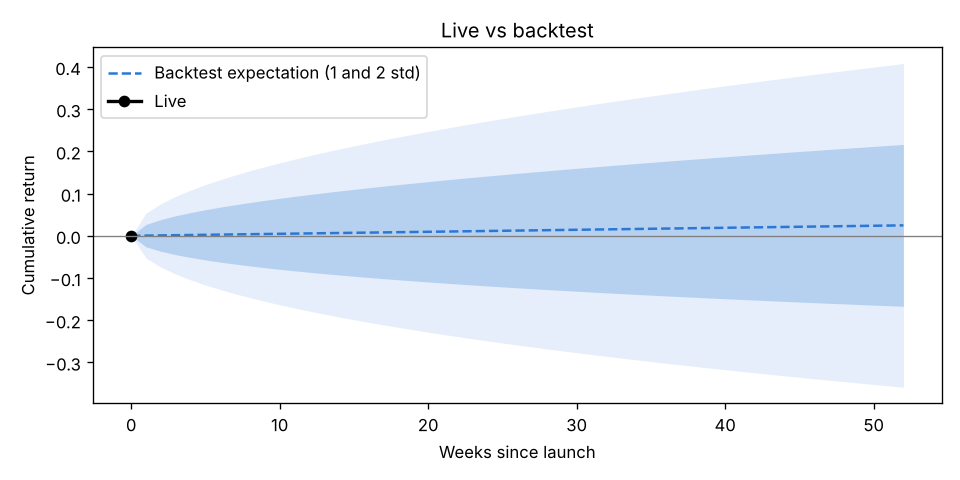 Live vs backtest
Backtest expectation (1 and 2 std)
Live
Cumulative return
0.4
0.3
0.2
0.1
0.0
−0.1
−0.2
−0.3
0 10 20 30 40 50
Weeks since launch